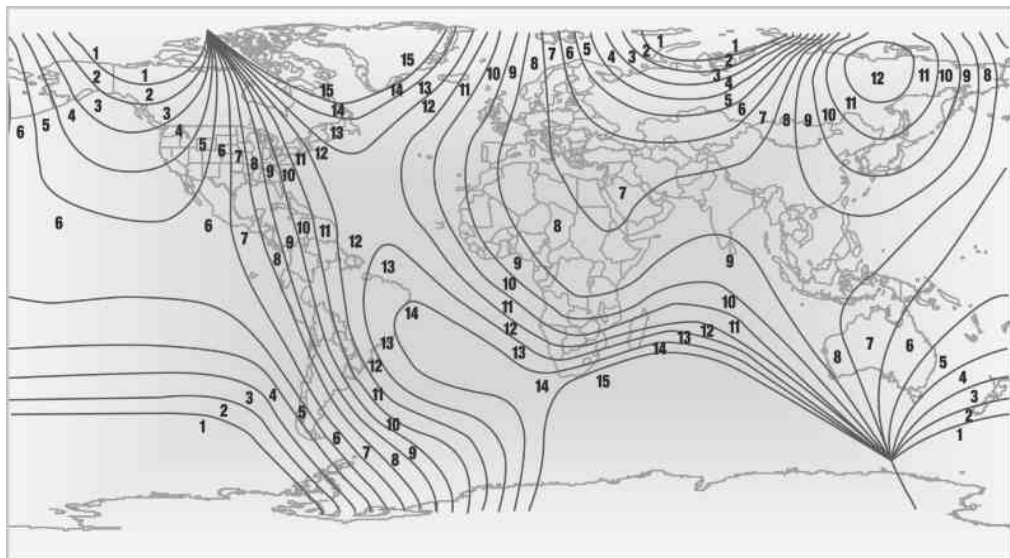 1 15 7 6 5 4 3 2 1 1
2 1 15 14 13 12 11 10 9 8 2 3 12 11 10 9 8
3 2 14 4 11
4 3 13 5 6 7 8 9 10
6 5 4 5 6 7 8 9 10 11 12
7
6 6 7 8 9 10 11 12 8
13 9 10 11 12 13 14 9 10 11 12 13 14 15
14 13 12 11 10 9 8 7 6 5 4 3 2 1
8 7 6 5 4 3 2 1